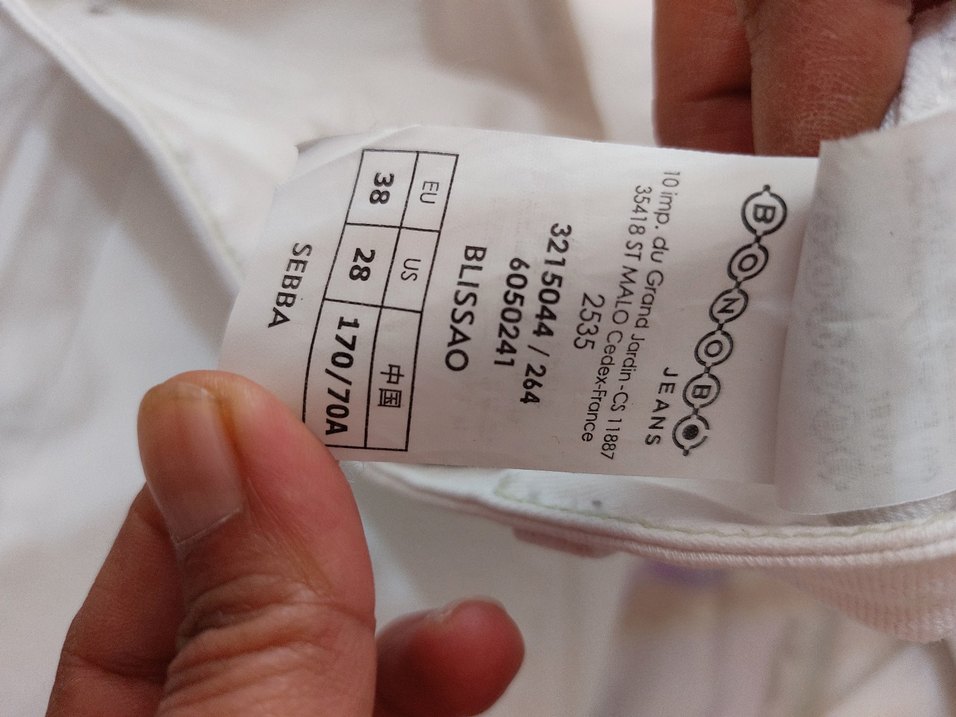 BONOBO
JEANS
10 imp. du Grand Jardin - CS 11887
35418 ST MALO Cedex-France
2535
3215044 / 264
6050241
BLISSAO
EU US 中国
38 28 170/70A
SEBBA